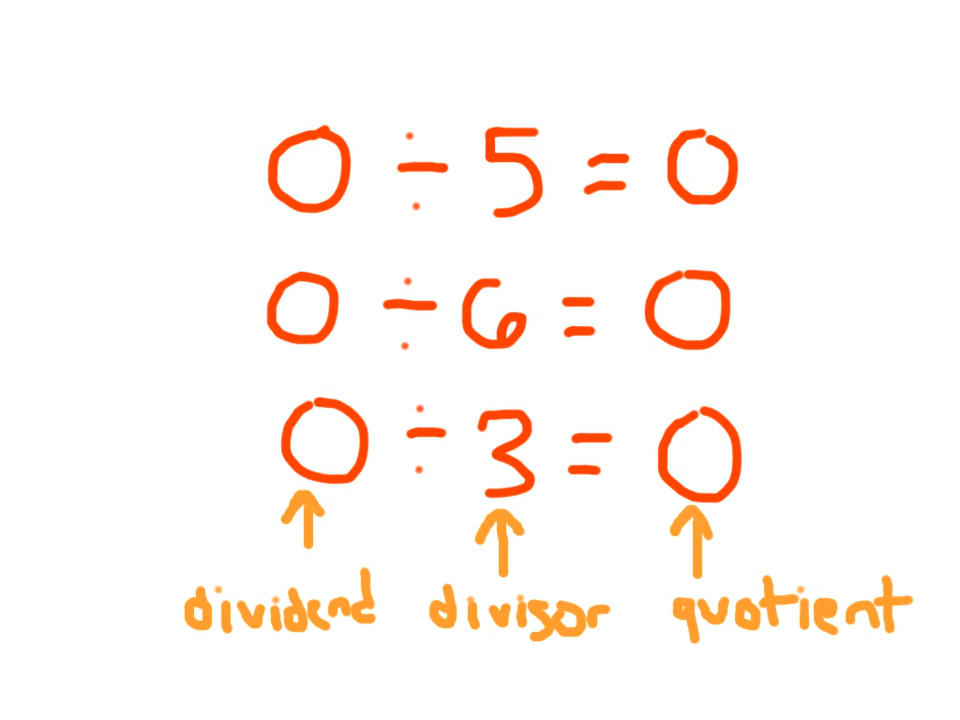 0 ÷ 5 = 0
0 ÷ 6 = 0
0 ÷ 3 = 0
dividend divisor quotient